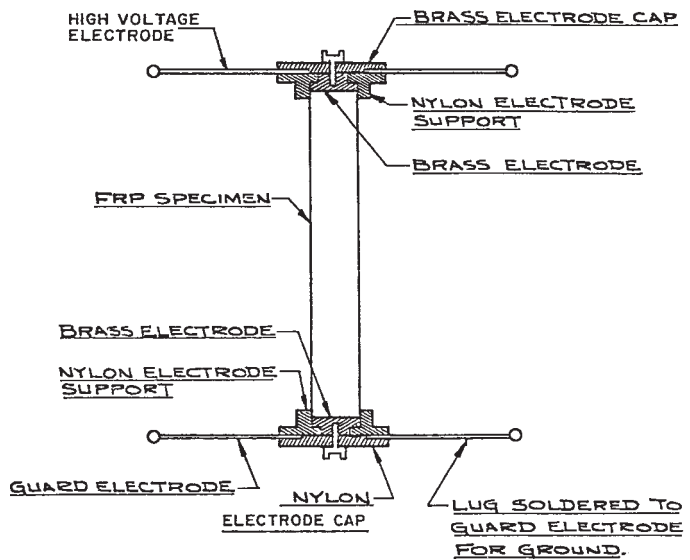 HIGH VOLTAGE
ELECTRODE
BRASS ELECTRODE CAP
NYLON ELECTRODE
SUPPORT
BRASS ELECTRODE
FRP SPECIMEN
BRASS ELECTRODE
NYLON ELECTRODE
SUPPORT
GUARD ELECTRODE
NYLON
ELECTRODE CAP
LUG SOLDERED TO
GUARD ELECTRODE
FOR GROUND.